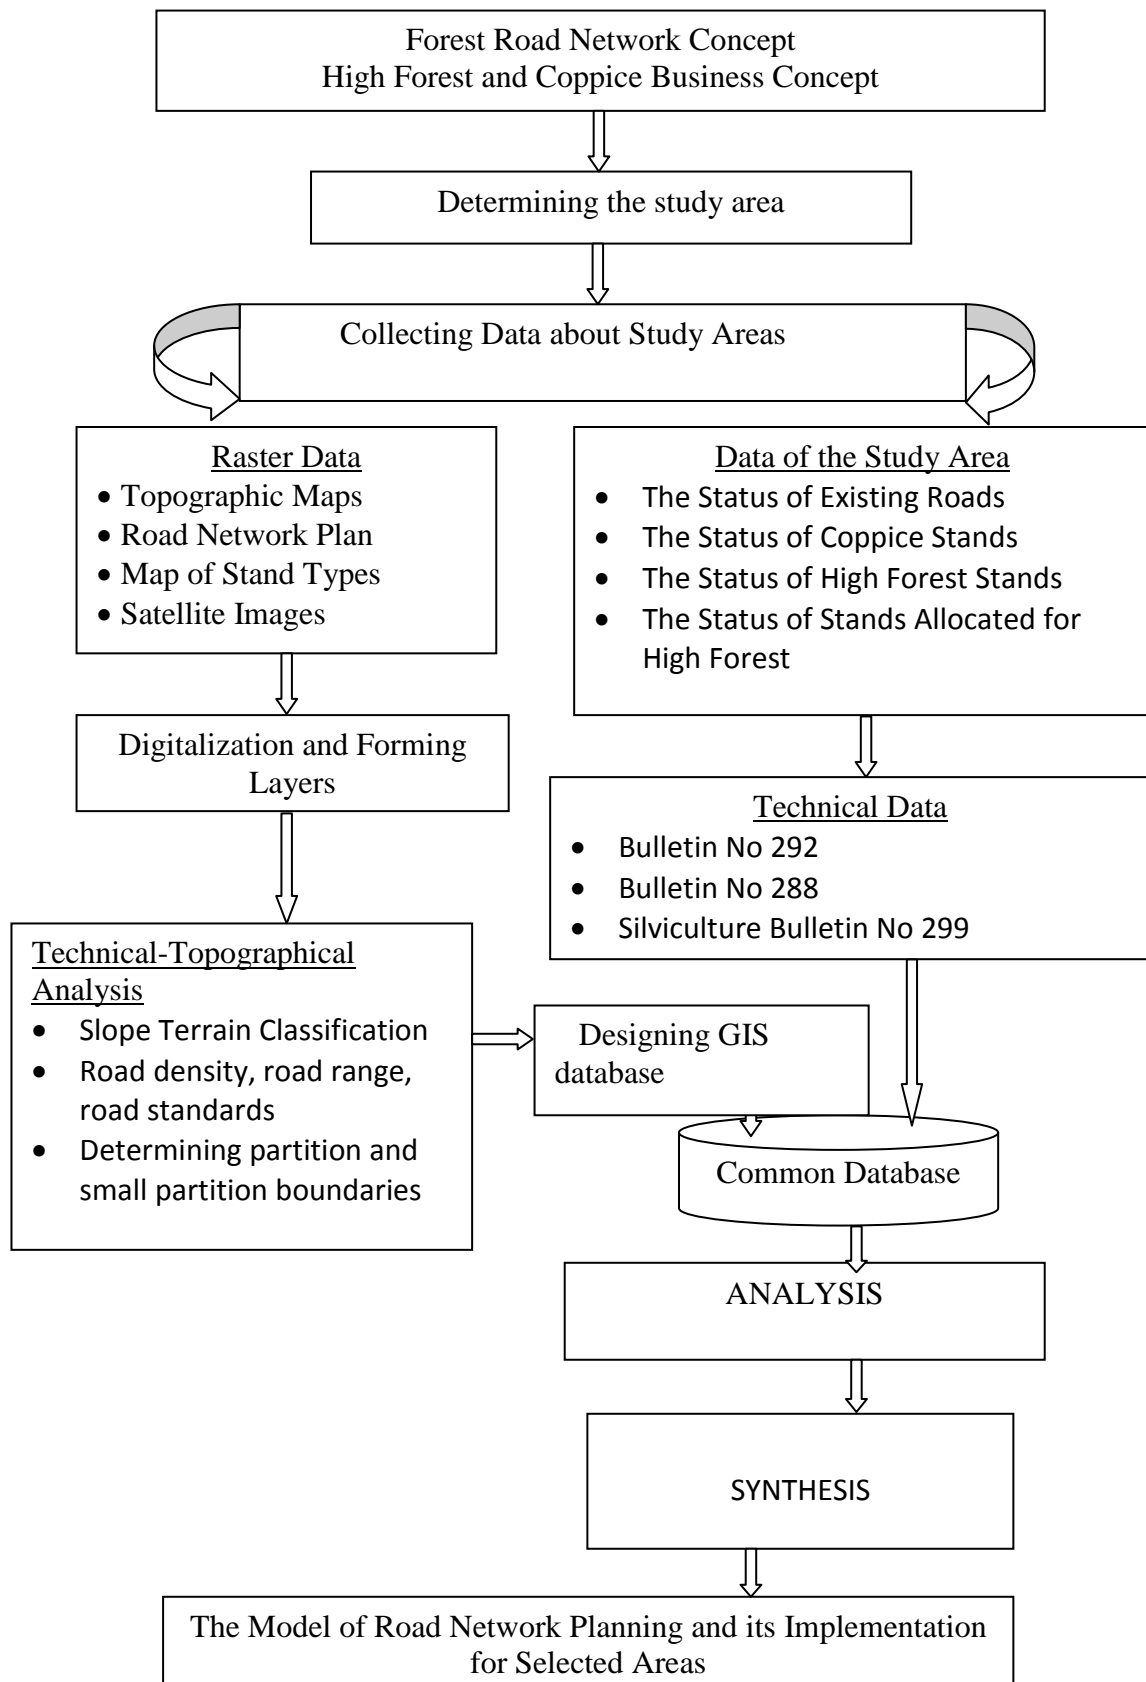 Forest Road Network Concept
High Forest and Coppice Business Concept
Determining the study area
Collecting Data about Study Areas
Raster Data
• Topographic Maps
• Road Network Plan
• Map of Stand Types
• Satellite Images
Data of the Study Area
• The Status of Existing Roads
• The Status of Coppice Stands
• The Status of High Forest Stands
• The Status of Stands Allocated for
High Forest
Digitalization and Forming
Layers
Technical Data
• Bulletin No 292
• Bulletin No 288
• Silviculture Bulletin No 299
Technical-Topographical
Analysis
• Slope Terrain Classification
• Road density, road range,
road standards
• Determining partition and
small partition boundaries
Designing GIS
database
Common Database
ANALYSIS
SYNTHESIS
The Model of Road Network Planning and its Implementation
for Selected Areas